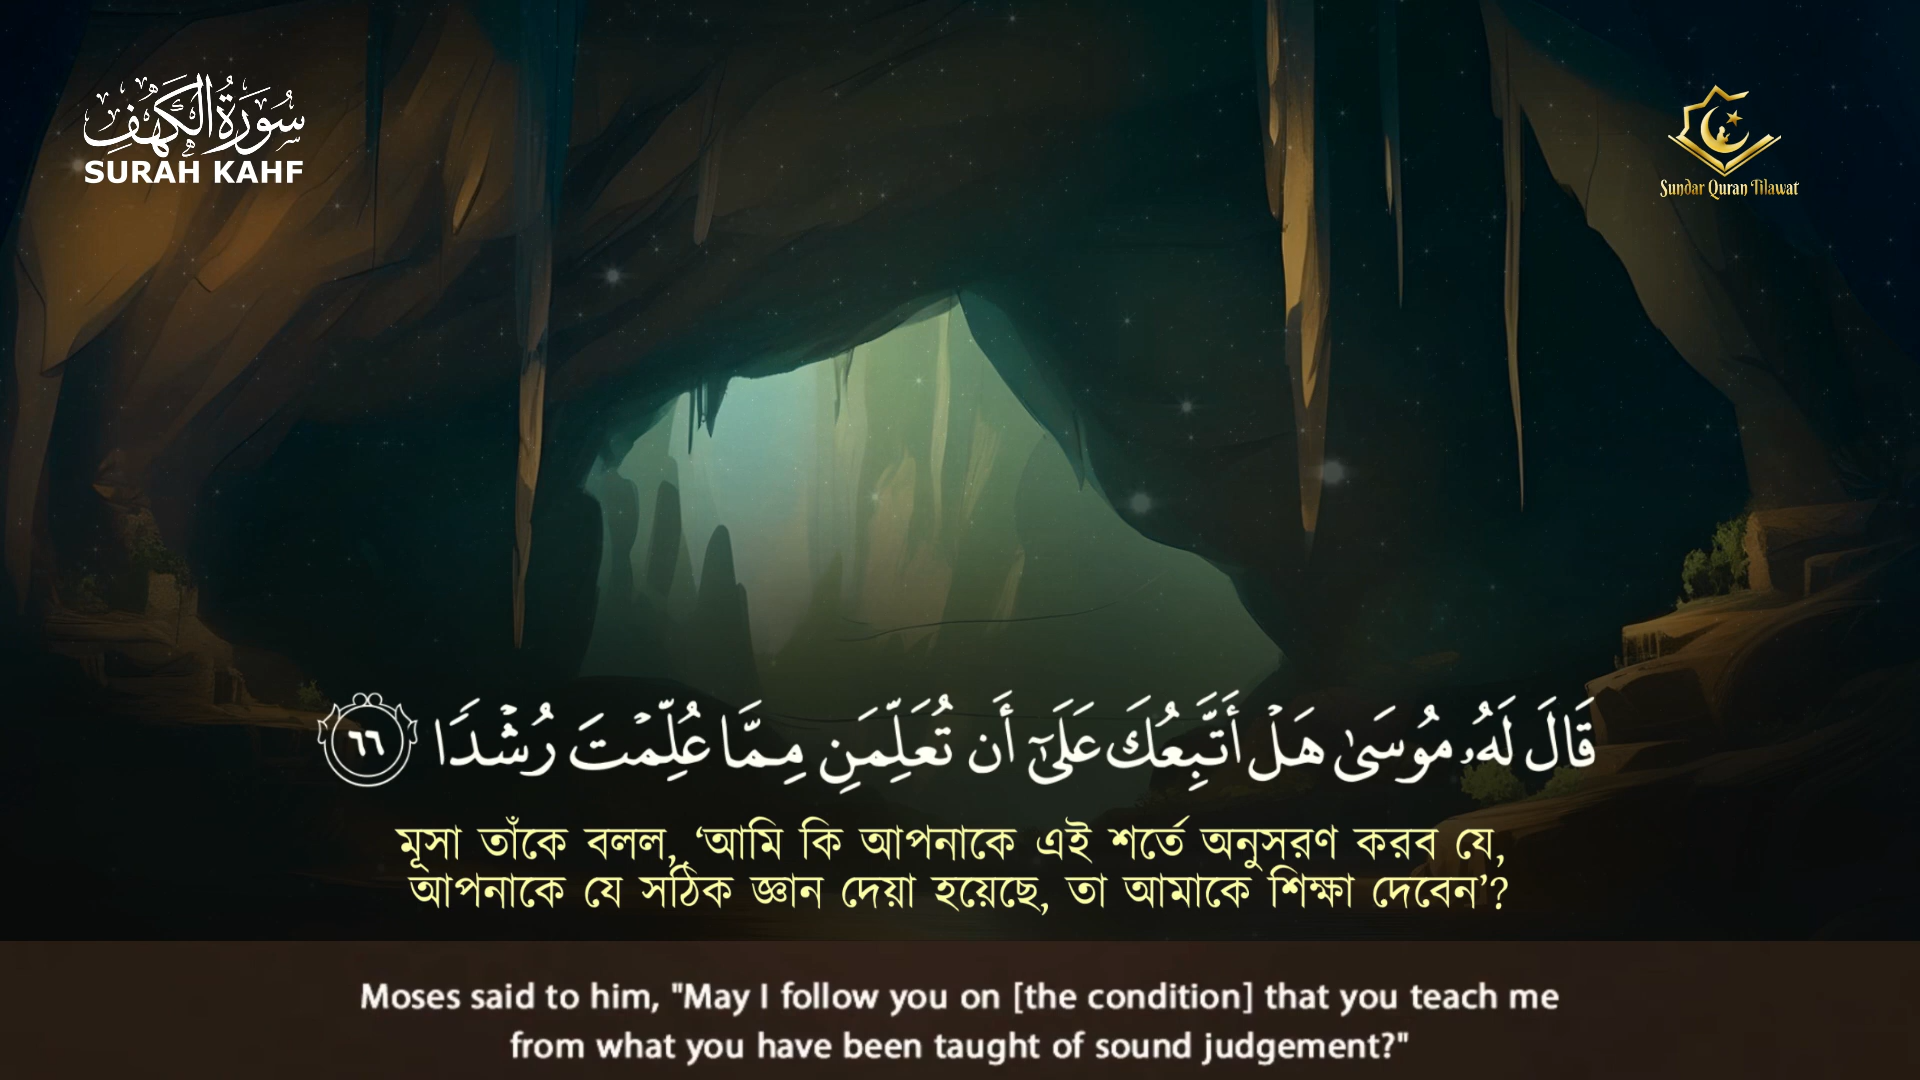 سُورَةُ الْكَهْفِ
SURAH KAHF
Sundar Quran Tilawat
قَالَ لَهُۥ مُوسَىٰ هَلْ أَتَّبِعُكَ عَلَىٰٓ أَن تُعَلِّمَنِ مِمَّا عُلِّمْتَ رُشْدًا ٦٦
মূসা তাঁকে বলল, ‘আমি কি আপনাকে এই শর্তে অনুসরণ করব যে,
আপনাকে যে সঠিক জ্ঞান দেয়া হয়েছে, তা আমাকে শিক্ষা দেবেন’?
Moses said to him, "May I follow you on [the condition] that you teach me
from what you have been taught of sound judgement?"